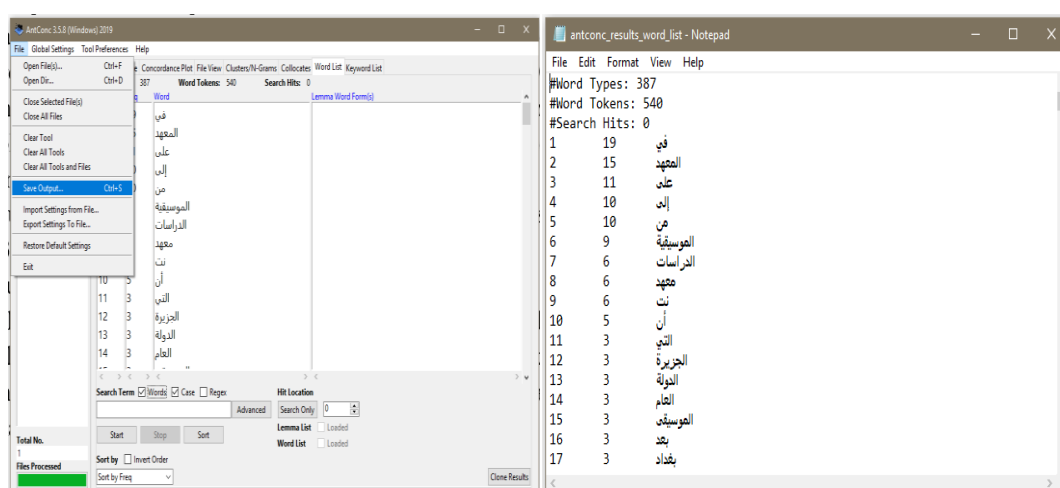 AntConc 3.5.8 (Windows) 2019
File Global Settings Tool Preferences Help
Open File(s)... Ctrl+F
Open Dir... Ctrl+D
Close Selected File(s)
Close All Files
Clear Tool
Clear All Tools
Clear All Tools and Files
Save Output... Ctrl+S
Import Settings from File...
Export Settings To File...
Restore Default Settings
Exit
Concordance Plot File View Clusters/N-Grams Collocates Word List Keyword List
387 Word Tokens: 540 Search Hits: 0
Word Lemma Word Form(s)
في
المعهد
على
إلى
من
الموسيقية
الدراسات
معهد
نت
10 5 أن
11 3 التي
12 3 الجزيرة
13 3 الدولة
14 3 العام
Search Term Words Case Regex Hit Location
Advanced Search Only 0
Start Stop Sort Lemma List Loaded
Word List Loaded
Total No.
1
Files Processed
Sort by Invert Order
Sort by Freq Clone Results
antconc_results_word_list - Notepad
File Edit Format View Help
#Word Types: 387
#Word Tokens: 540
#Search Hits: 0
1 19 في
2 15 المعهد
3 11 على
4 10 إلى
5 10 من
6 9 الموسيقية
7 6 الدراسات
8 6 معهد
9 6 نت
10 5 أن
11 3 التي
12 3 الجزيرة
13 3 الدولة
14 3 العام
15 3 الموسيقى
16 3 بعد
17 3 بغداد